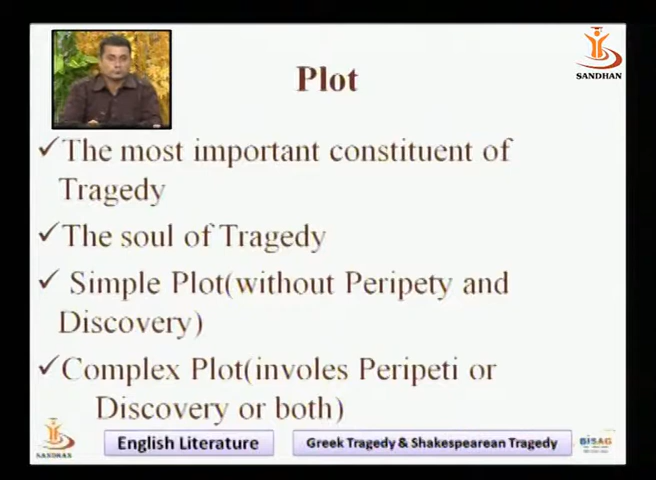 Plot
SANDHAN
✓The most important constituent of
Tragedy
✓The soul of Tragedy
✓ Simple Plot(without Peripety and
Discovery)
✓Complex Plot(involes Peripeti or
Discovery or both)
SANDHAN
English Literature
Greek Tragedy & Shakespearean Tragedy
BISAG